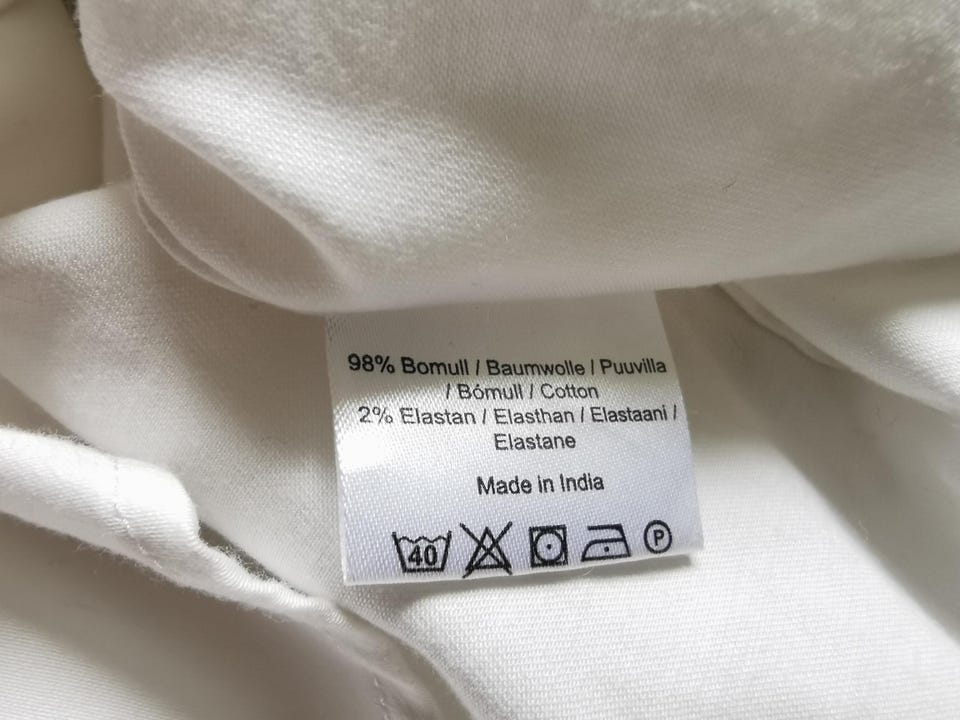 98% Bomull / Baumwolle / Puuvilla
/ Bómull / Cotton
2% Elastan / Elasthan / Elastaani /
Elastane
Made in India
40 P